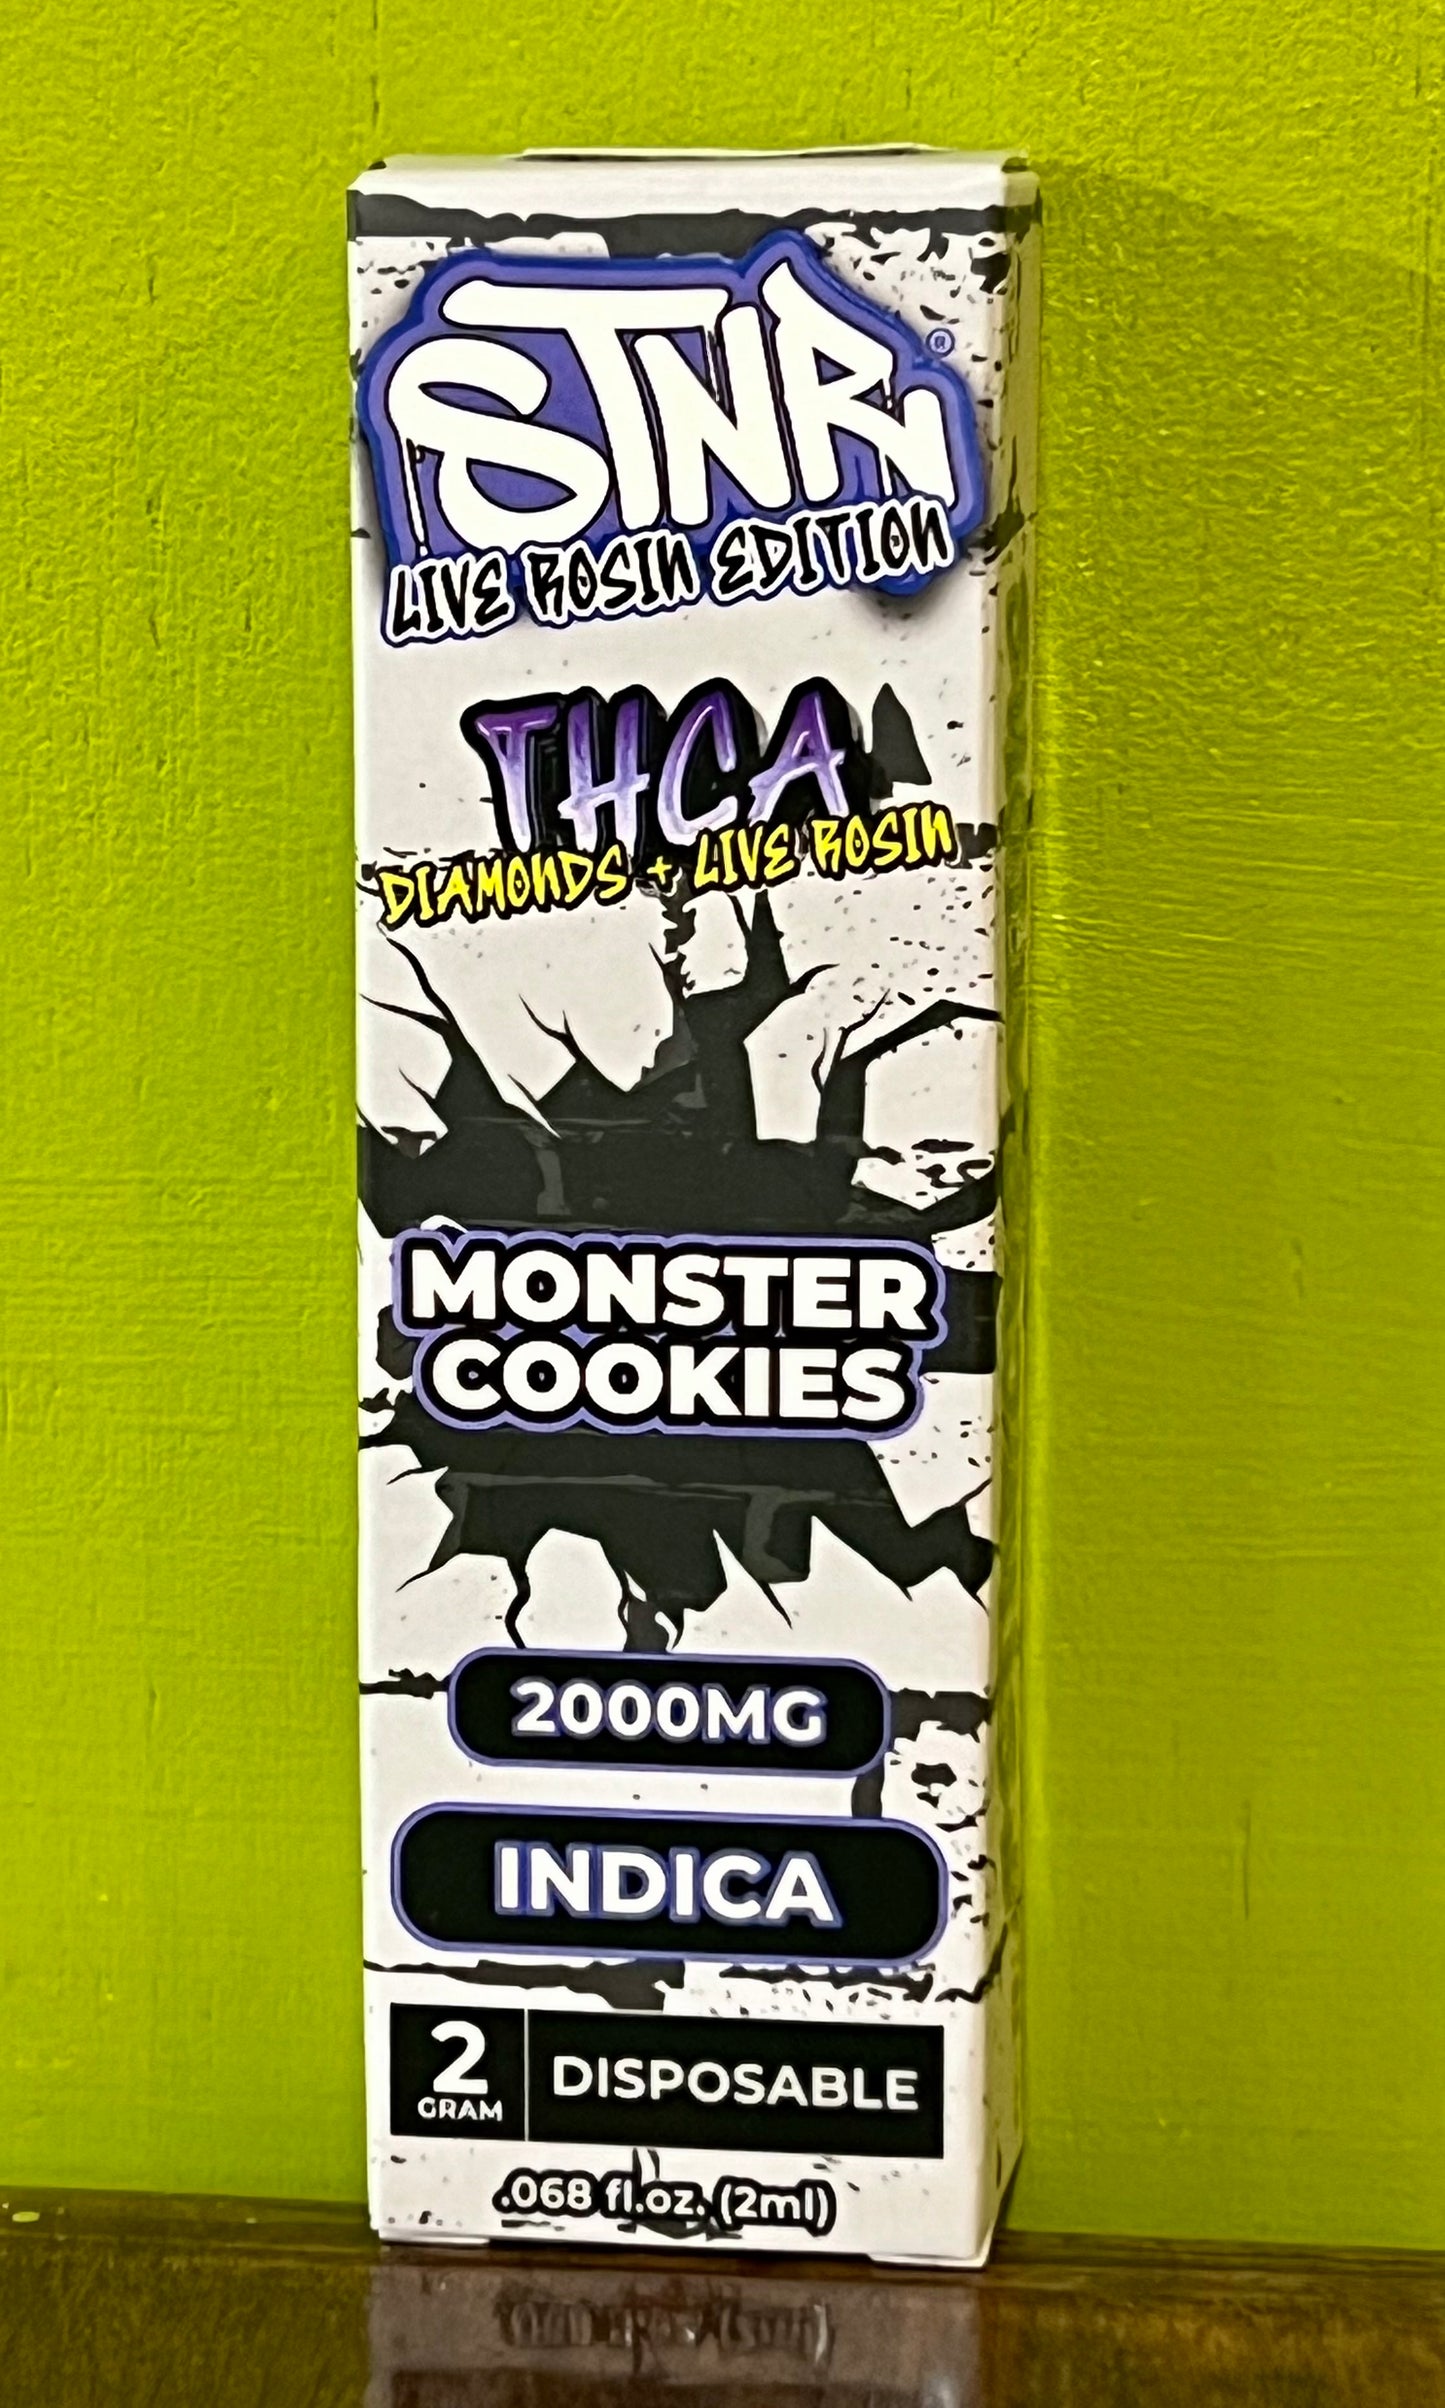 STNR®
LIVE ROSIN EDITION
THCA
DIAMONDS + LIVE ROSIN
MONSTER
COOKIES
2000MG
INDICA
2
GRAM
DISPOSABLE
.068 fl.oz. (2ml)